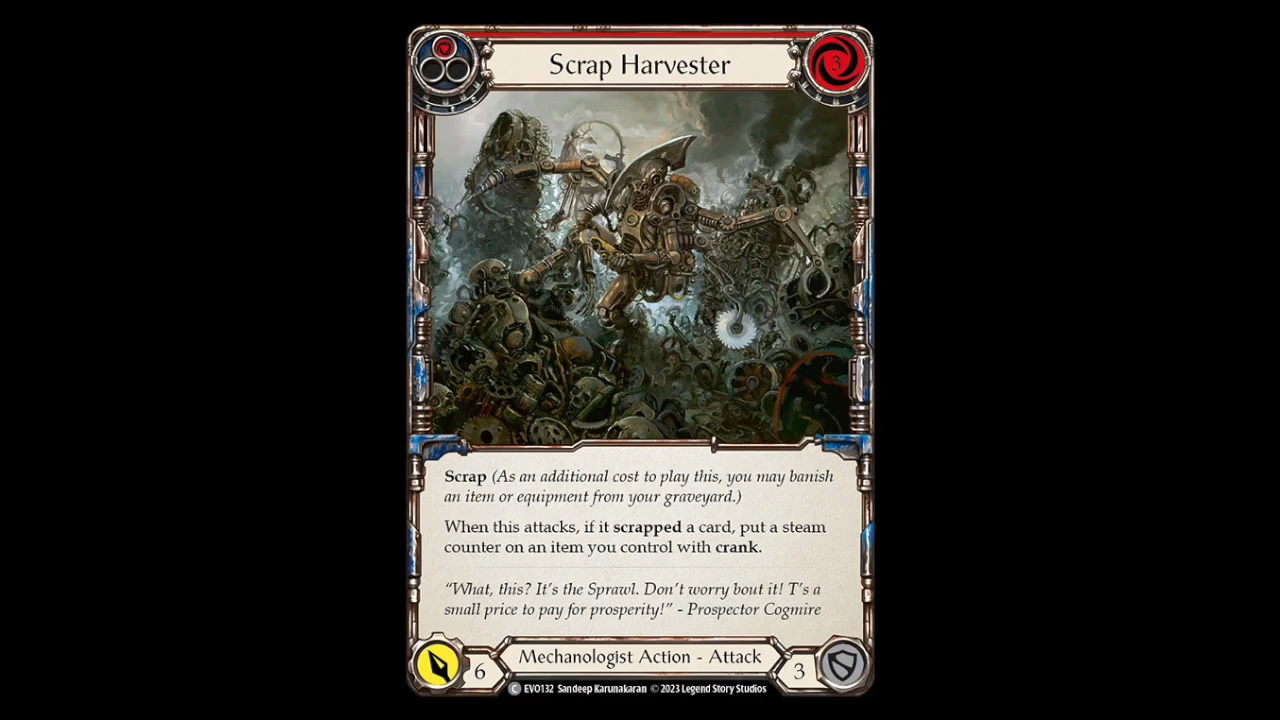 Scrap Harvester
3
Scrap (As an additional cost to play this, you may banish
an item or equipment from your graveyard.)
When this attacks, if it scrapped a card, put a steam
counter on an item you control with crank.
“What, this? It’s the Sprawl. Don’t worry bout it! T’s a
small price to pay for prosperity!” - Prospector Cogmire
6
Mechanologist Action - Attack
3
C EVO132 Sandeep Karunakaran © 2023 Legend Story Studios